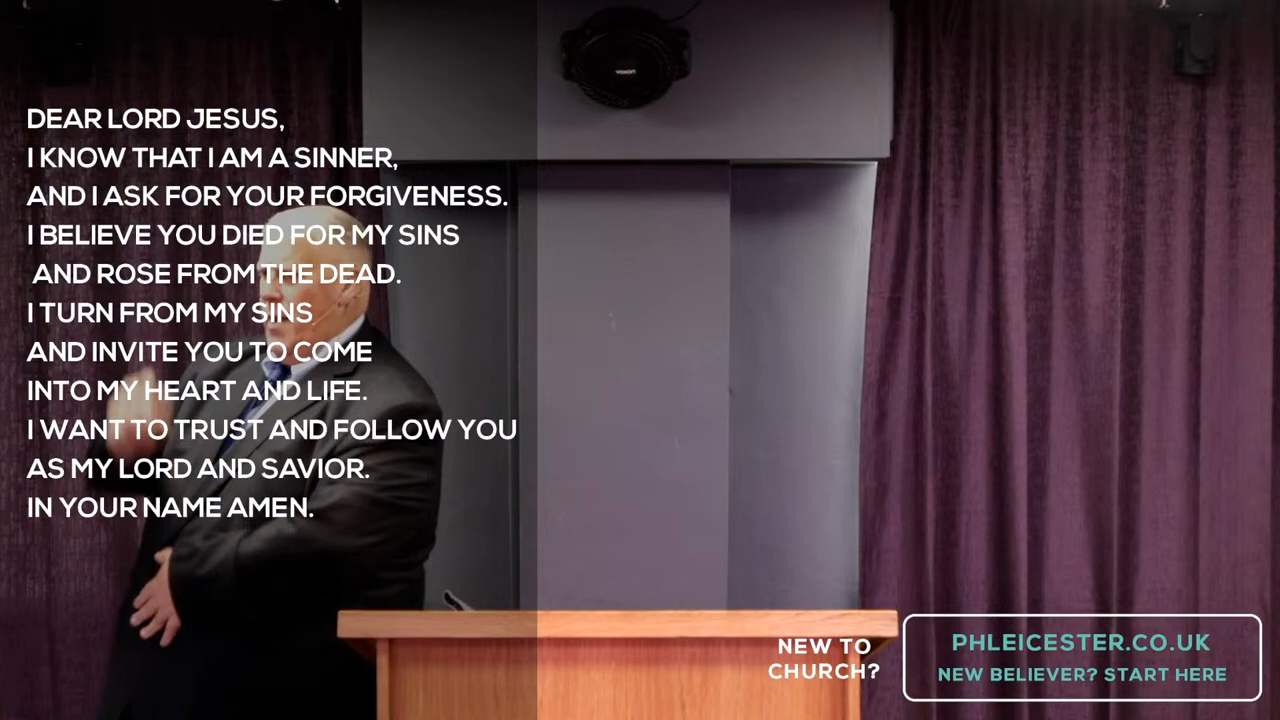 VOXON
DEAR LORD JESUS,
I KNOW THAT I AM A SINNER,
AND I ASK FOR YOUR FORGIVENESS.
I BELIEVE YOU DIED FOR MY SINS
AND ROSE FROM THE DEAD.
I TURN FROM MY SINS
AND INVITE YOU TO COME
INTO MY HEART AND LIFE.
I WANT TO TRUST AND FOLLOW YOU
AS MY LORD AND SAVIOR.
IN YOUR NAME AMEN.
NEW TO
CHURCH?
PHLEICESTER.CO.UK
NEW BELIEVER? START HERE